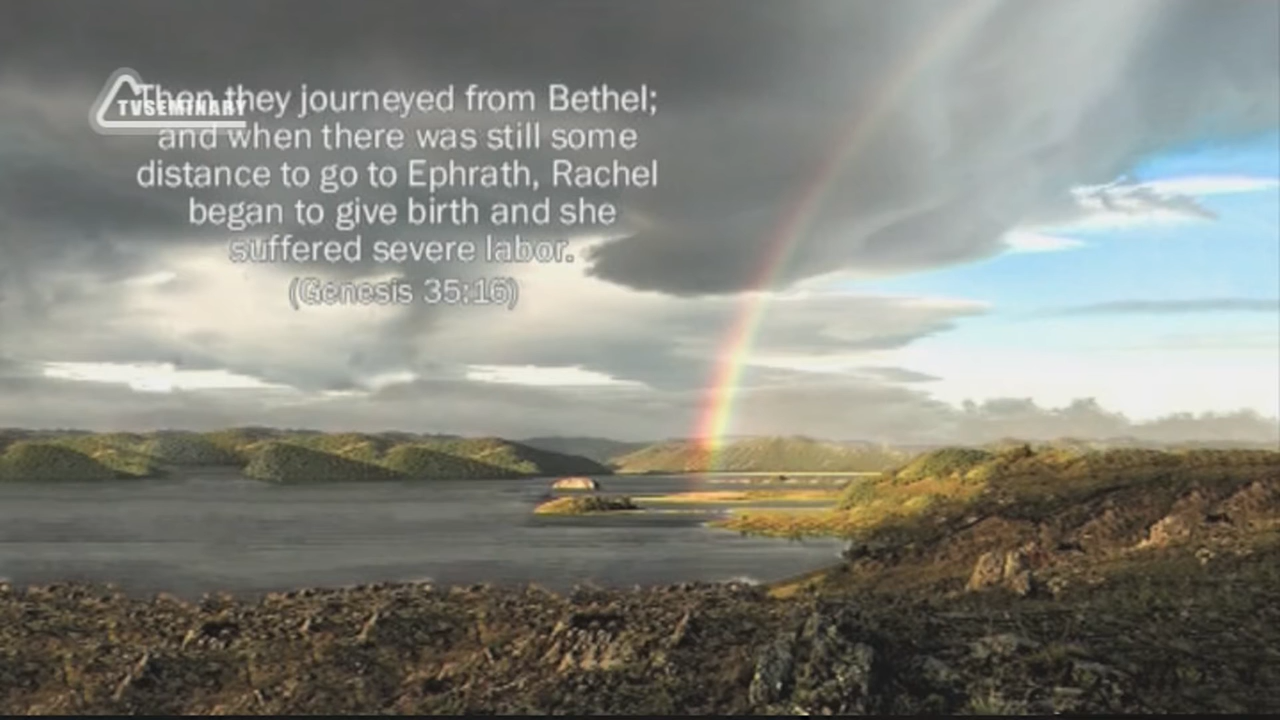 Then they journeyed from Bethel;
TVSEMINARY
and when there was still some
distance to go to Ephrath, Rachel
began to give birth and she
suffered severe labor.
(Genesis 35:16)